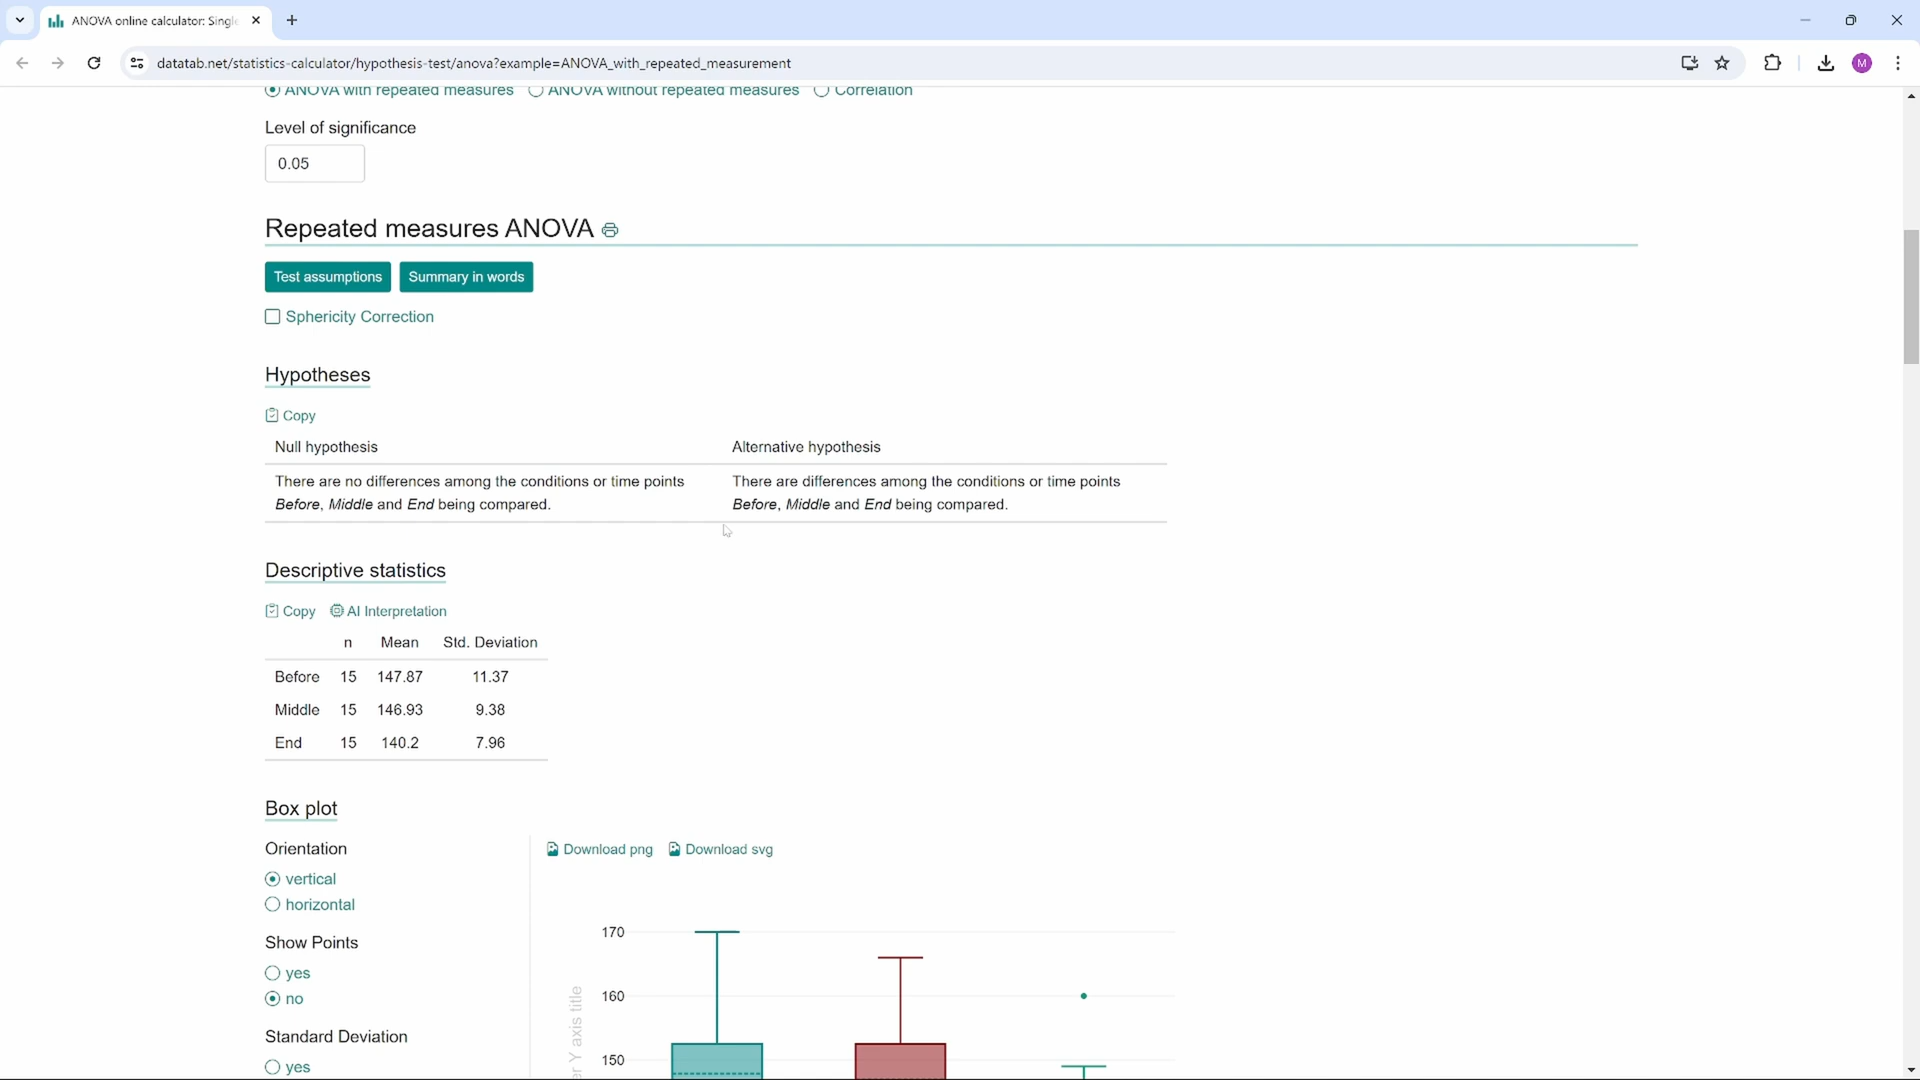 ANOVA online calculator: Single
datatab.net/statistics-calculator/hypothesis-test/anova?example=ANOVA_with_repeated_measurement
M
ANOVA with repeated measures ANOVA without repeated measures Correlation
Level of significance
0.05
Repeated measures ANOVA
Test assumptions Summary in words
Sphericity Correction
Hypotheses
Copy
Null hypothesis Alternative hypothesis
There are no differences among the conditions or time points There are differences among the conditions or time points
Before, Middle and End being compared. Before, Middle and End being compared.
Descriptive statistics
Copy AI Interpretation
n Mean Std. Deviation
Before 15 147.87 11.37
Middle 15 146.93 9.38
End 15 140.2 7.96
Box plot
Orientation
Download png Download svg
vertical
horizontal
170
Show Points
yes
160
no
Standard Deviation
150
yes
Y axis title